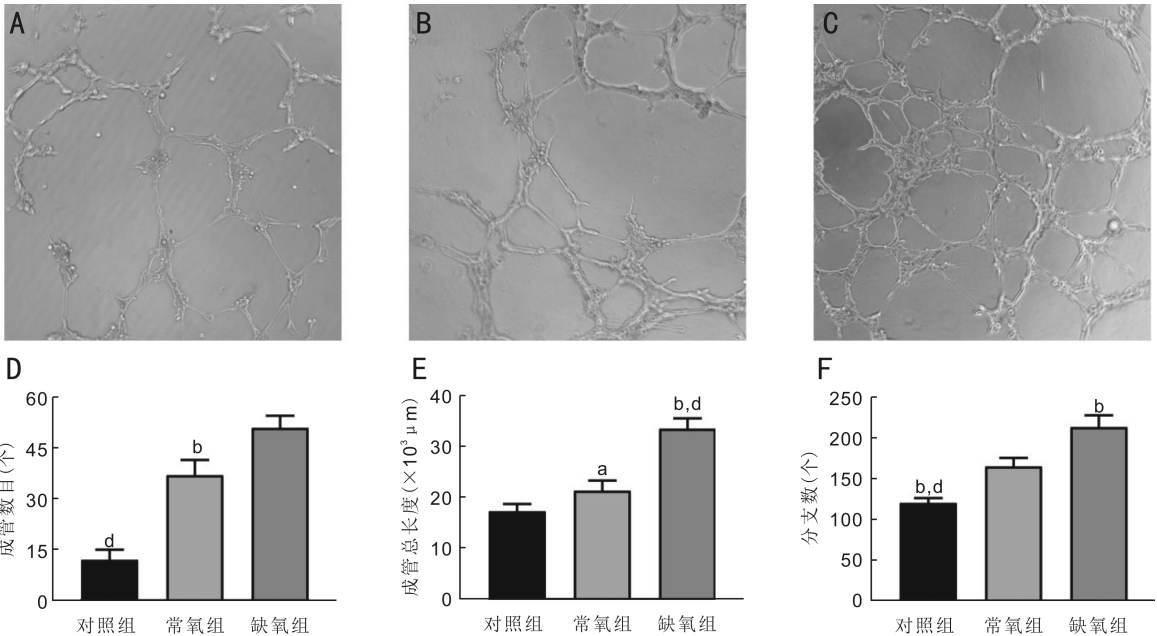 A
B
C
D
成管数目(个)
60
45
30
15
0
d
b
对照组
常氧组
缺氧组
E
成管总长度(×10³μm)
40
30
20
10
0
a
b,d
对照组
常氧组
缺氧组
F
分支数(个)
250
200
150
100
50
0
b,d
b
对照组
常氧组
缺氧组